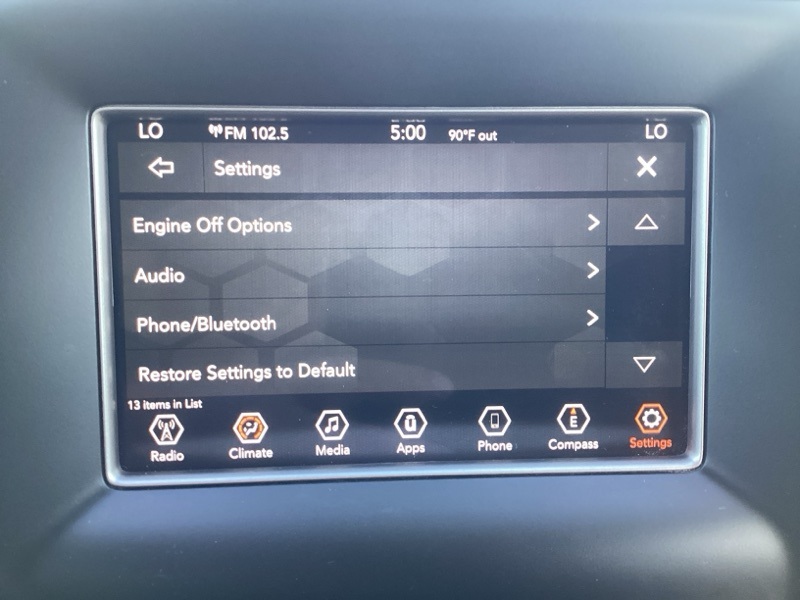 LO FM 102.5 5:00 90°F out LO
Settings
Engine Off Options
Audio
Phone/Bluetooth
Restore Settings to Default
13 items in List
E
Radio Climate Media Apps Phone Compass Settings